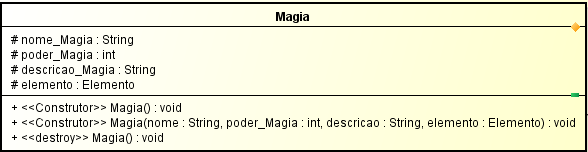 Magia
# nome_Magia : String
# poder_Magia : int
# descricao_Magia : String
# elemento : Elemento
+ <<Construtor>> Magia() : void
+ <<Construtor>> Magia(nome : String, poder_Magia : int, descricao : String, elemento : Elemento) : void
+ <<destroy>> Magia() : void